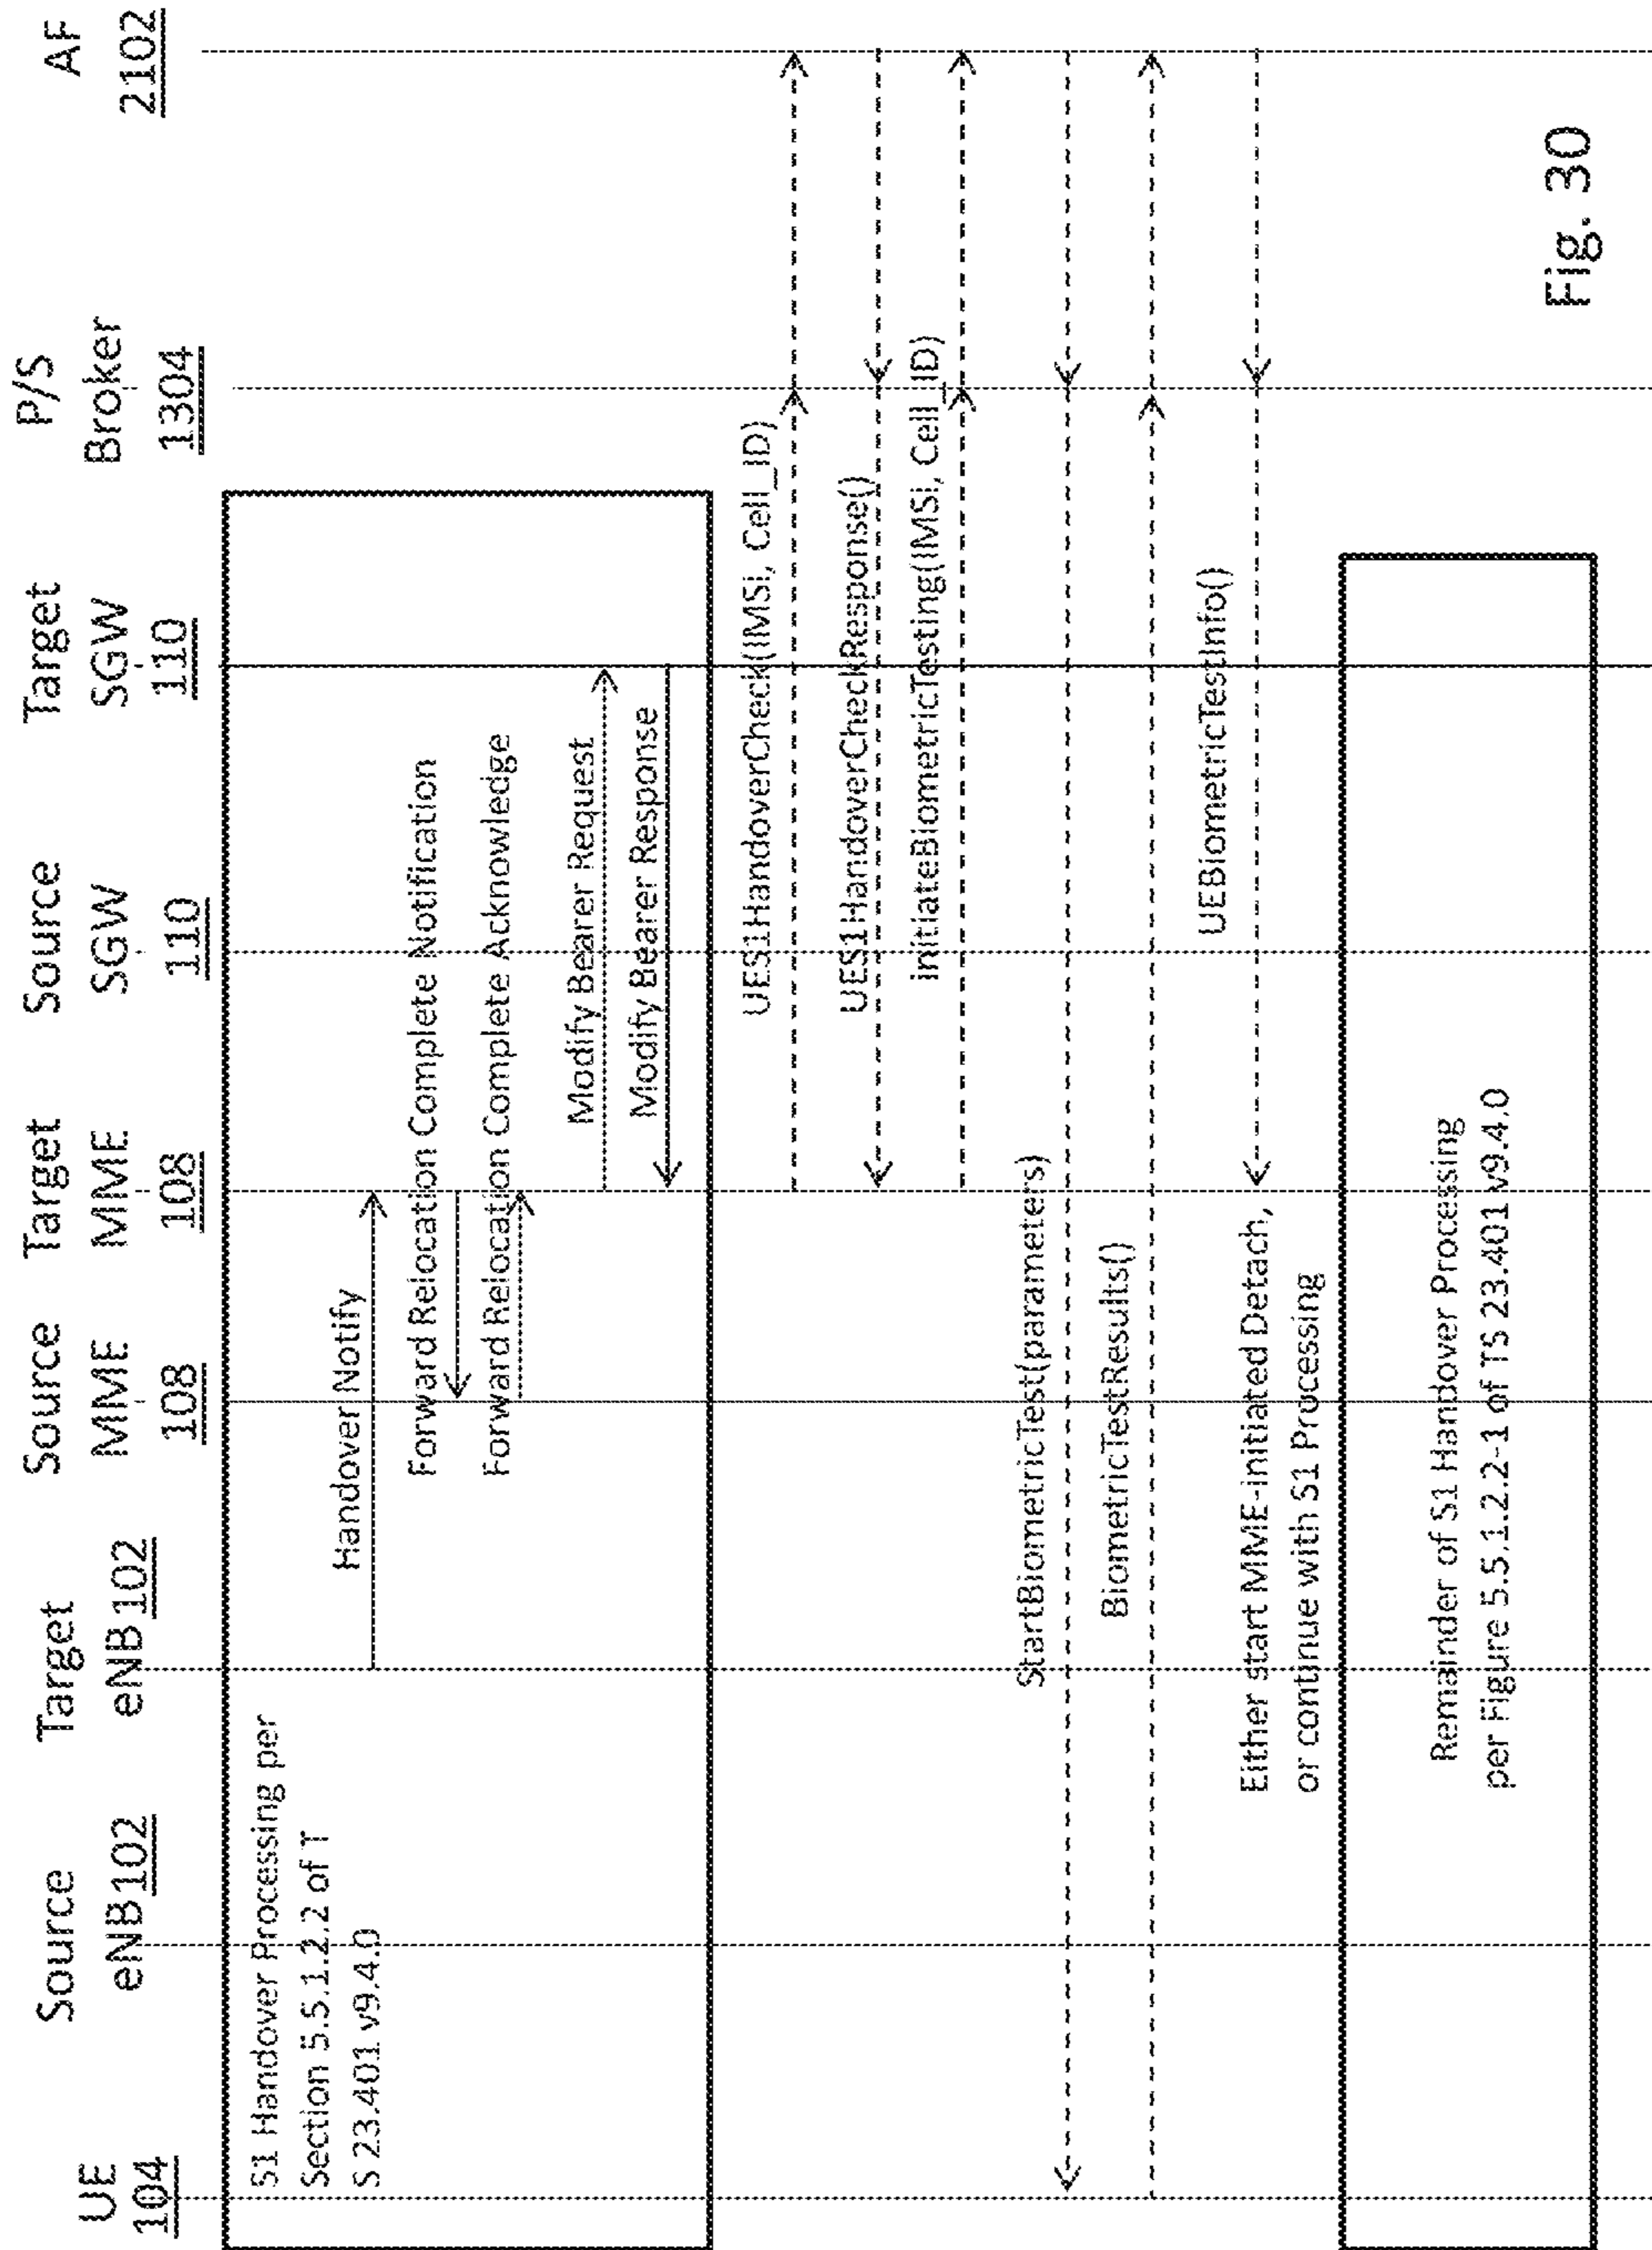 UE
104
Source
eNB 102
Target
eNB 102
Source
MME
108
Target
MME
108
Source
SGW
110
Target
SGW
110
P/S
Broker
1304
AF
2102
S1 Handover Processing per
Section 5.5.1.2.2 of T
S 23.401 v9.4.0
Handover Notify
Forward Relocation Complete Notification
Forward Relocation Complete Acknowledge
Modify Bearer Request
Modify Bearer Response
UES1HandoverCheck(IMSI, Cell_ID)
UES1HandoverCheckResponse()
InitiateBiometricTesting(IMSI, Cell_ID)
StartBiometricTest(parameters)
BiometricTestResults()
UEBiometricTestInfo()
Either start MME-initiated Detach,
or continue with S1 Processing
Remainder of S1 Handover Processing
per Figure 5.5.1.2.2-1 of TS 23.401 v9.4.0
Fig. 30